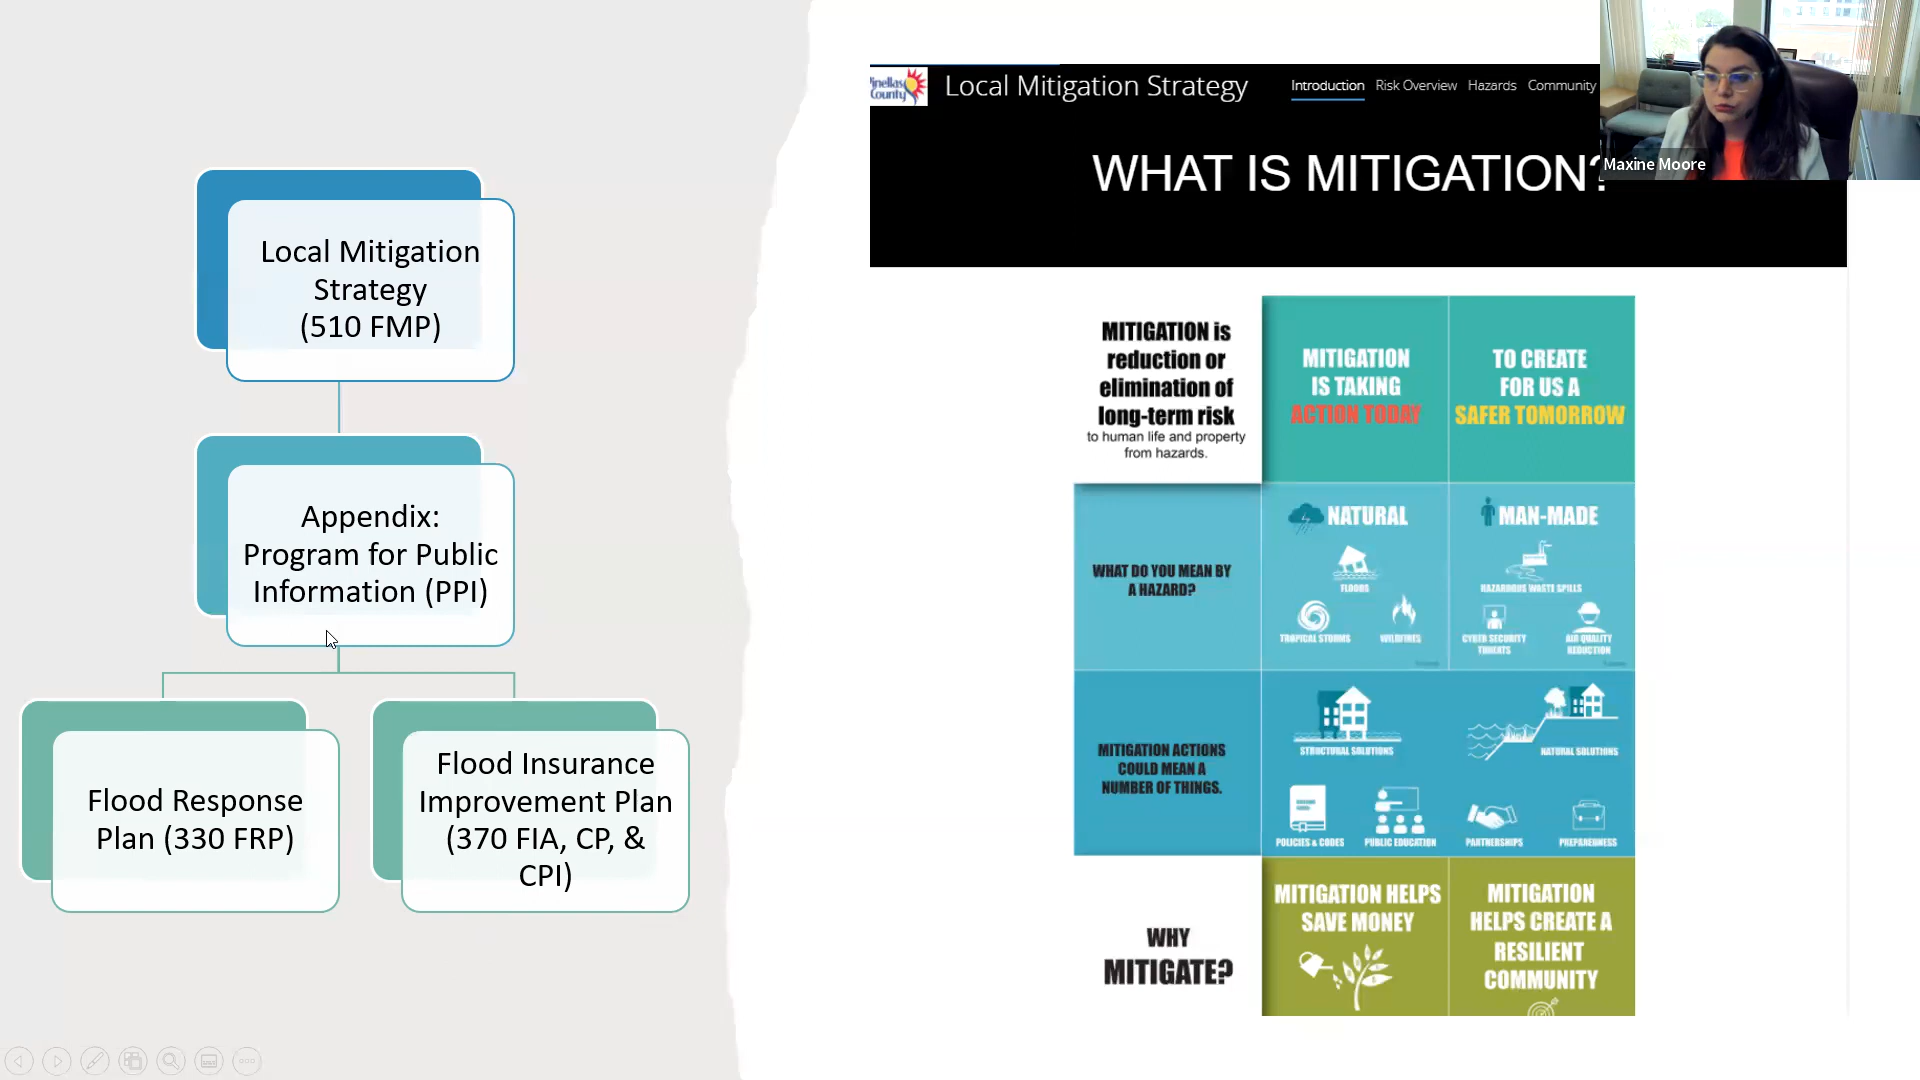 Local Mitigation
Strategy
(510 FMP)
Appendix:
Program for Public
Information (PPI)
Flood Response
Plan (330 FRP)
Flood Insurance
Improvement Plan
(370 FIA, CP, &
CPI)
Pinellas
County
Local Mitigation Strategy
Introduction Risk Overview Hazards Community
Maxine Moore
WHAT IS MITIGATION?
MITIGATION is
reduction or
elimination of
long-term risk
to human life and property
from hazards.
MITIGATION
IS TAKING
ACTION TODAY
TO CREATE
FOR US A
SAFER TOMORROW
WHAT DO YOU MEAN BY
A HAZARD?
NATURAL
FLOODS
TROPICAL STORMS
WILDFIRES
MAN-MADE
HAZARDOUS WASTE SPILLS
CYBER SECURITY
THREATS
AIR QUALITY
REDUCTION
MITIGATION ACTIONS
COULD MEAN A
NUMBER OF THINGS.
STRUCTURAL SOLUTIONS
NATURAL SOLUTIONS
POLICIES & CODES
PUBLIC EDUCATION
PARTNERSHIPS
PREPAREDNESS
WHY
MITIGATE?
MITIGATION HELPS
SAVE MONEY
MITIGATION
HELPS CREATE A
RESILIENT
COMMUNITY